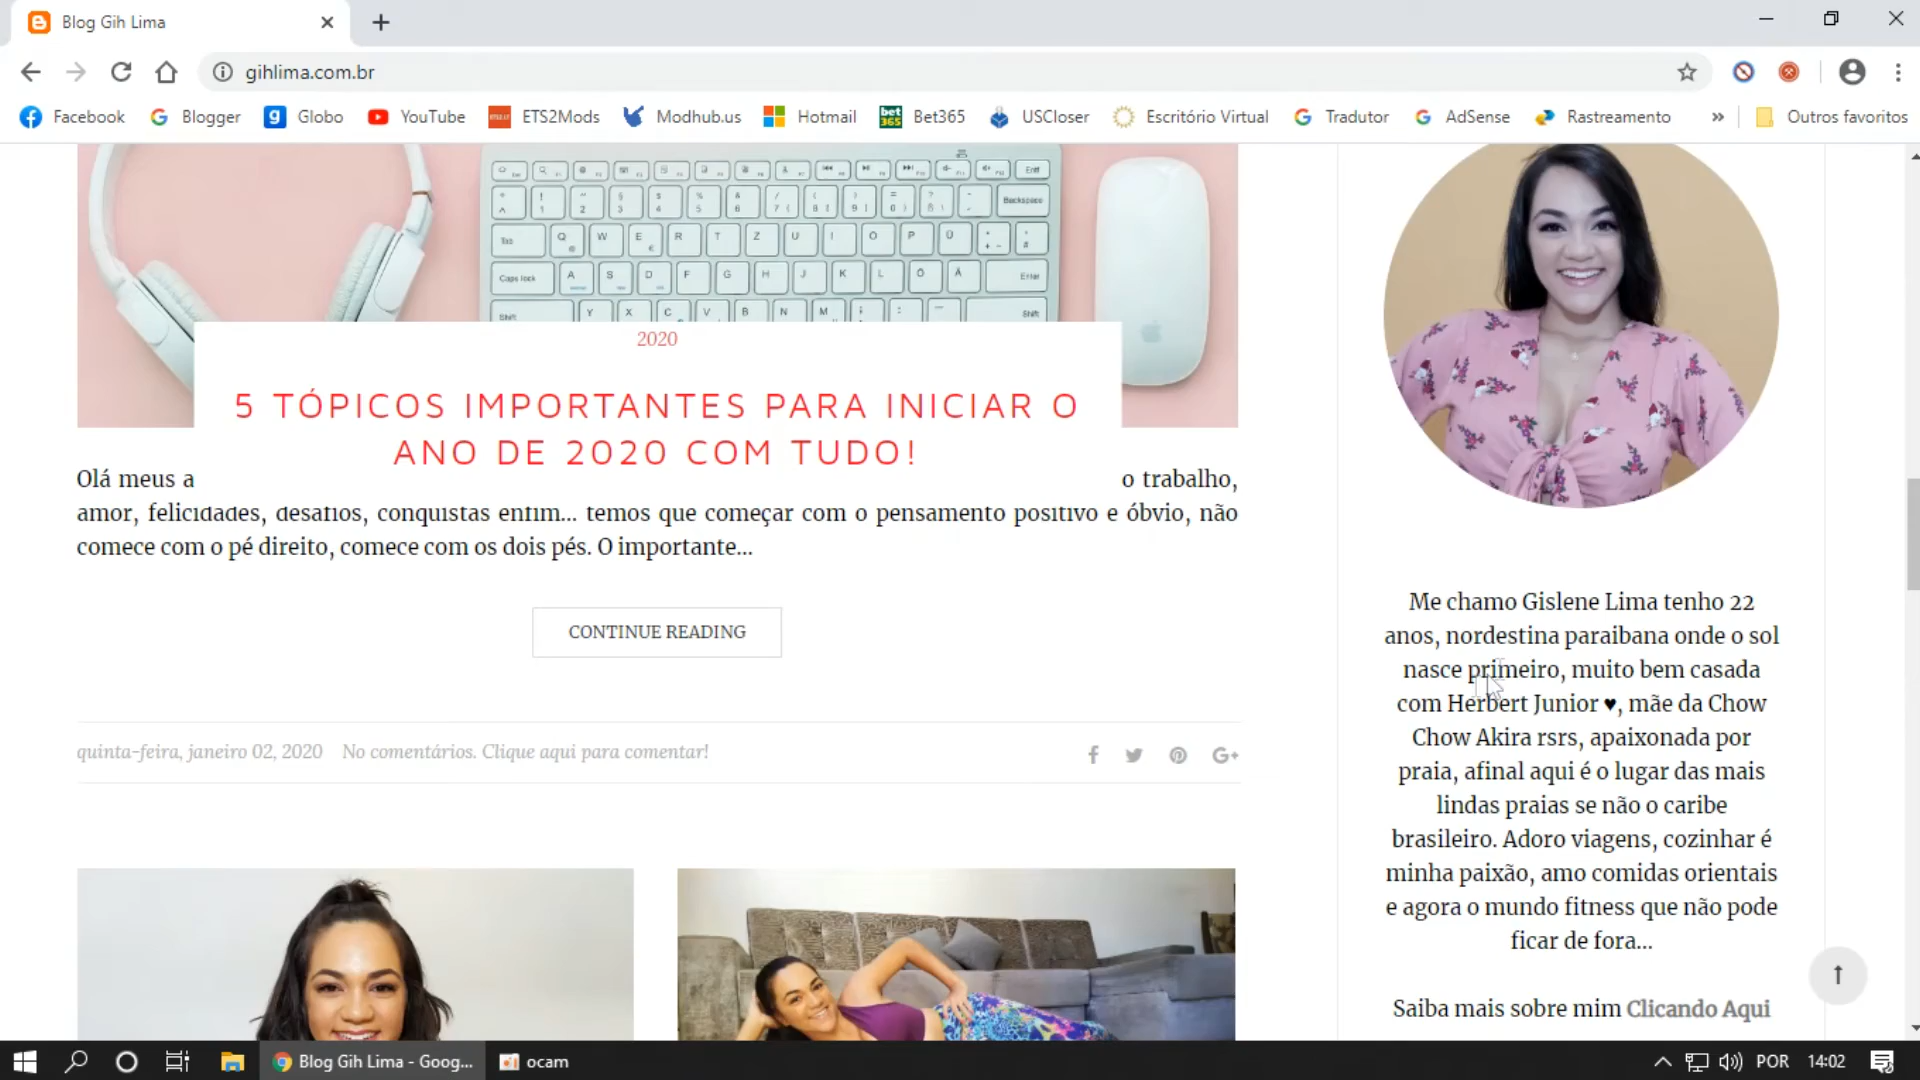 Blog Gih Lima
gihlima.com.br
Facebook Blogger Globo YouTube ETS2Mods Modhub.us Hotmail Bet365 USCloser Escritório Virtual Tradutor AdSense Rastreamento » Outros favoritos
2020
5 TÓPICOS IMPORTANTES PARA INICIAR O
ANO DE 2020 COM TUDO!
Olá meus a o trabalho,
amor, felicidades, desafios, conquistas enfim... temos que começar com o pensamento positivo e óbvio, não
comece com o pé direito, comece com os dois pés. O importante...
CONTINUE READING
quinta-feira, janeiro 02, 2020 No comentários. Clique aqui para comentar!
Me chamo Gislene Lima tenho 22
anos, nordestina paraibana onde o sol
nasce primeiro, muito bem casada
com Herbert Junior ♥, mãe da Chow
Chow Akira rsrs, apaixonada por
praia, afinal aqui é o lugar das mais
lindas praias se não o caribe
brasileiro. Adoro viagens, cozinhar é
minha paixão, amo comidas orientais
e agora o mundo fitness que não pode
ficar de fora...
Saiba mais sobre mim Clicando Aqui
Blog Gih Lima - Goog... ocam POR 14:02